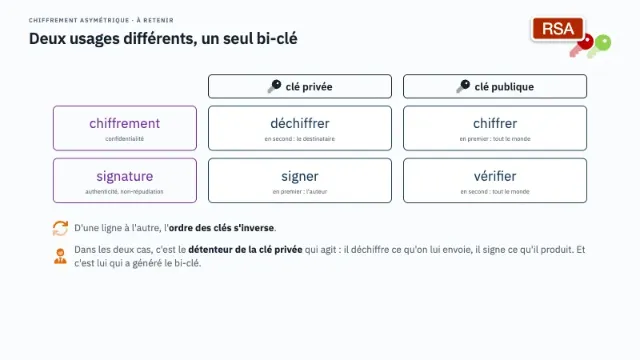 CHIFFREMENT ASYMÉTRIQUE · À RETENIR
Deux usages différents, un seul bi-clé
RSA
clé privée
clé publique
chiffrement
confidentialité
déchiffrer
en second : le destinataire
chiffrer
en premier : tout le monde
signature
authenticité, non-répudiation
signer
en premier : l'auteur
vérifier
en second : tout le monde
D'une ligne à l'autre, l'ordre des clés s'inverse.
Dans les deux cas, c'est le détenteur de la clé privée qui agit : il déchiffre ce qu'on lui envoie, il signe ce qu'il produit. Et
c'est lui qui a généré le bi-clé.